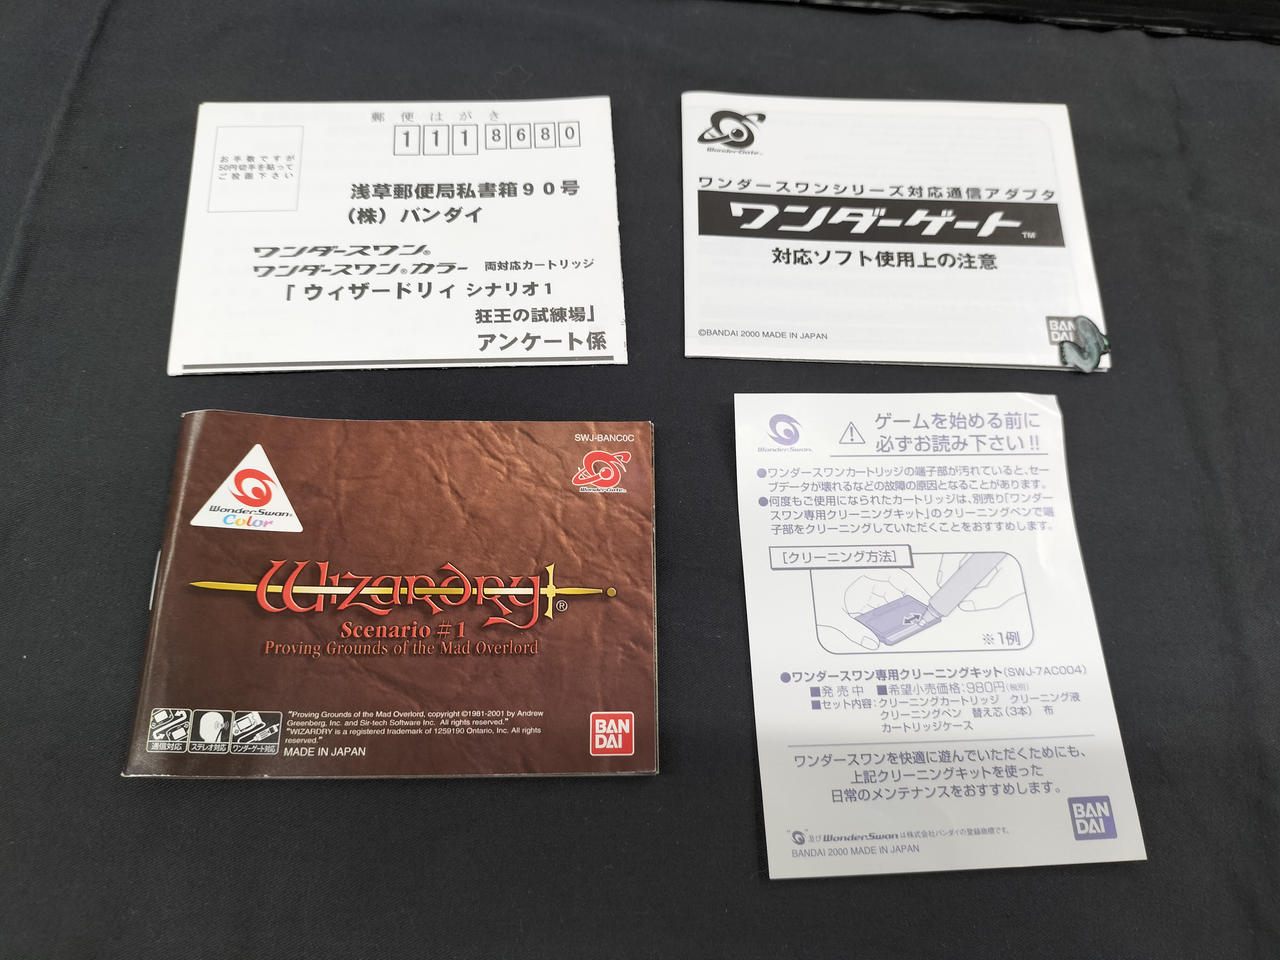 郵便はがき
1118680
お手数ですが
50円切手を貼って
ご投函下さい
浅草郵便局私書箱90号
(株)バンダイ
ワンダースワン®
ワンダースワン®カラー 両対応カートリッジ
「ウィザードリィ シナリオ1
狂王の試練場」
アンケート係
WonderGate™
ワンダースワンシリーズ対応通信アダプタ
ワンダーゲート™
対応ソフト使用上の注意
©BANDAI 2000 MADE IN JAPAN
BAN
DAI
SWJ-BANC0C
WonderGate™
WonderSwan®
Color
Wizardry®
Scenario #1
Proving Grounds of the Mad Overlord
通信対応
ステレオ対応
ワンダーゲート対応
"Proving Grounds of the Mad Overlord, copyright ©1981-2001 by Andrew
Greenberg, Inc. and Sir-tech Software Inc. All rights reserved."
"WIZARDRY is a registered trademark of 1259190 Ontario, Inc. All rights
reserved."
MADE IN JAPAN
BAN
DAI
WonderSwan™
ゲームを始める前に
必ずお読み下さい!!
●ワンダースワンカートリッジの端子部が汚れていると、セー
ブデータが壊れるなどの故障の原因となることがあります。
●何度もご使用になられたカートリッジは、別売り「ワンダー
スワン専用クリーニングキット」のクリーニングペンで端
子部をクリーニングしていただくことをおすすめします。
[クリーニング方法]
※1例
●ワンダースワン専用クリーニングキット(SWJ-7AC004)
■発売中 ■希望小売価格:980円(税別)
■セット内容:クリーニングカートリッジ クリーニング液
クリーニングペン 替え芯(3本) 布
カートリッジケース
ワンダースワンを快適に遊んでいただくためにも、
上記クリーニングキットを使った
日常のメンテナンスをおすすめします。
" "及びWonderSwanは株式会社バンダイの登録商標です。
BANDAI 2000 MADE IN JAPAN
BAN
DAI